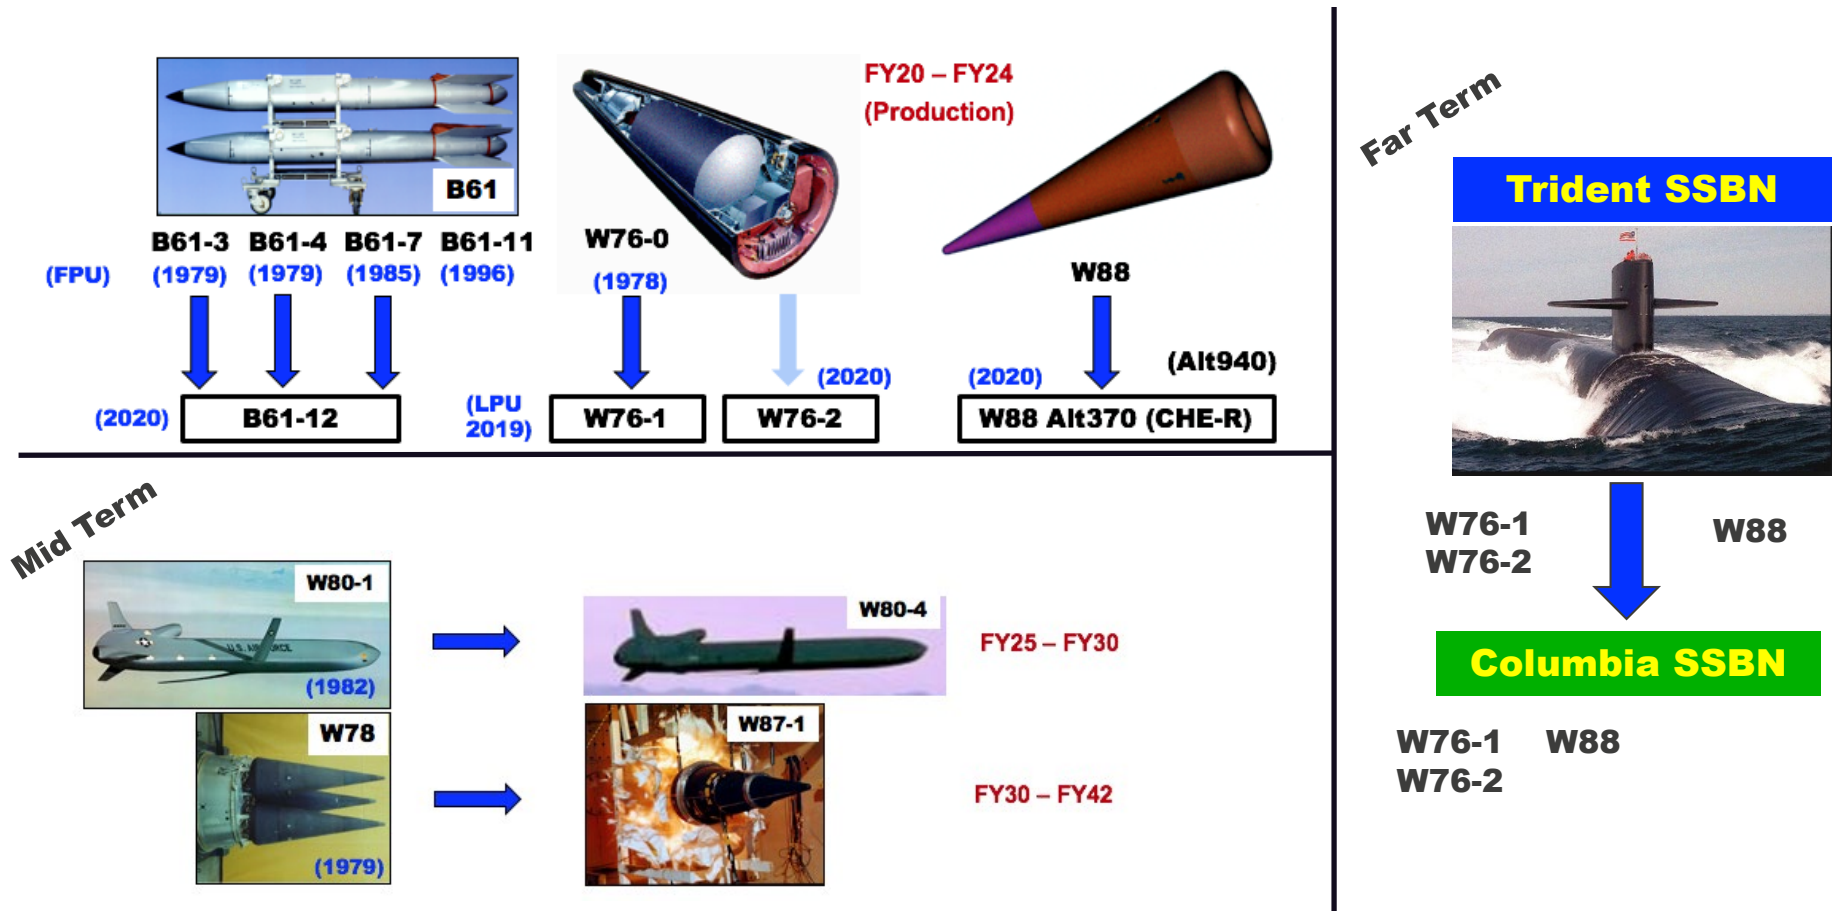 B61
B61-3 B61-4 B61-7 B61-11
(FPU) (1979) (1979) (1985) (1996)
W76-0
(1978)
FY20 – FY24
(Production)
W88
(Alt940)
(2020)
(2020)
(2020) B61-12
(LPU
2019)
W76-1
W76-2
W88 Alt370 (CHE-R)
Mid Term
W80-1
U.S. AIR FORCE
(1982)
W80-4
FY25 – FY30
W78
(1979)
W87-1
FY30 – FY42
Far Term
Trident SSBN
W76-1
W76-2
W88
Columbia SSBN
W76-1 W88
W76-2